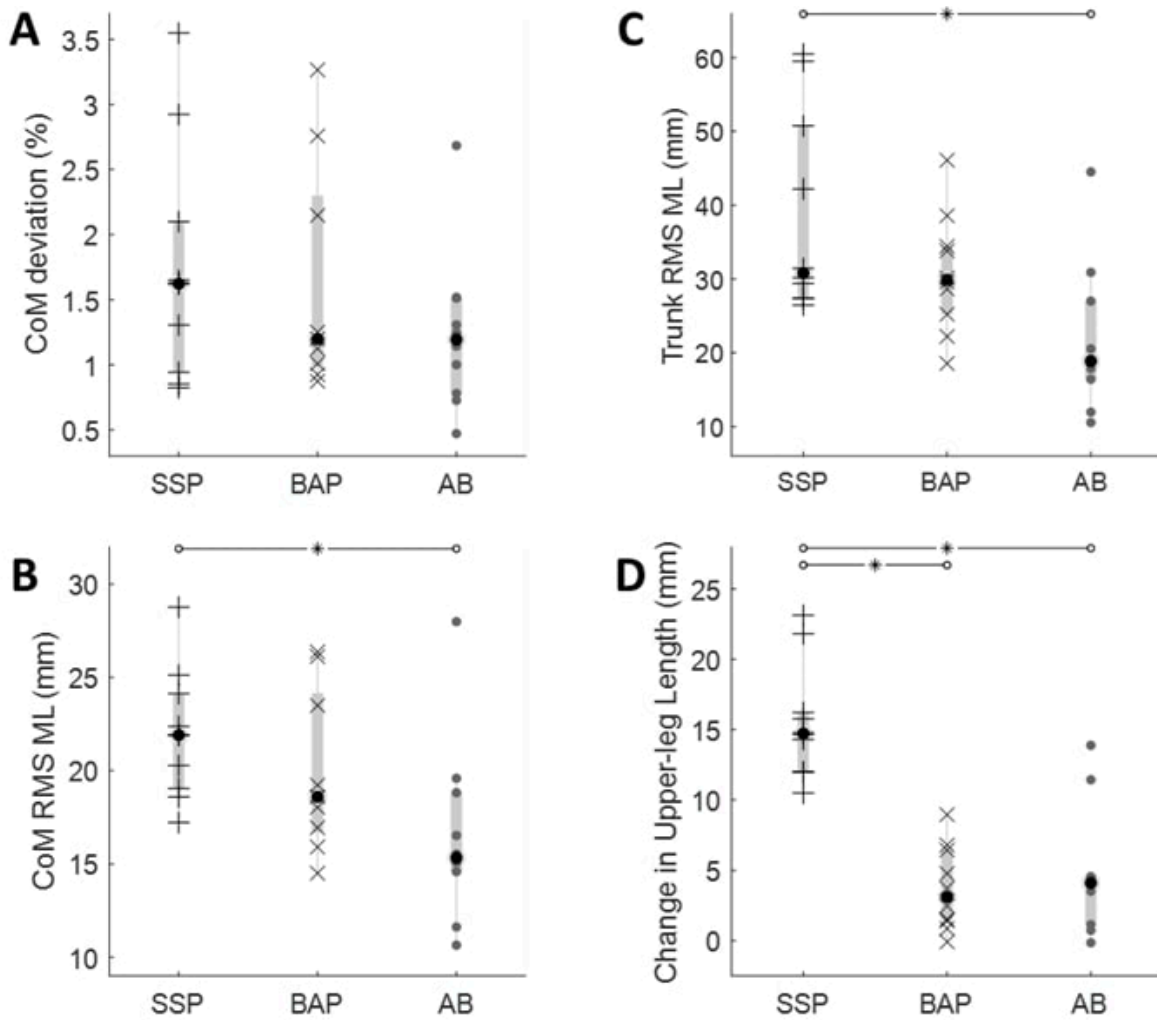 A
CoM deviation (%)
3.5
3
2.5
2
1.5
1
0.5
SSP BAP AB
C
Trunk RMS ML (mm)
60
50
40
30
20
10
SSP BAP AB
B
CoM RMS ML (mm)
30
25
20
15
10
SSP BAP AB
D
Change in Upper-leg Length (mm)
25
20
15
10
5
0
SSP BAP AB